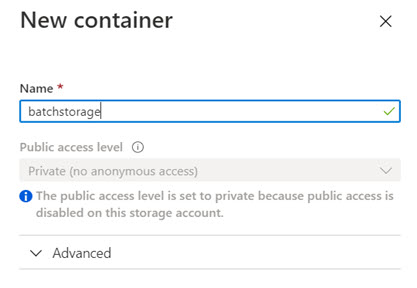 New container
Name *
batchstorage
Public access level
Private (no anonymous access)
The public access level is set to private because public access is
disabled on this storage account.
Advanced